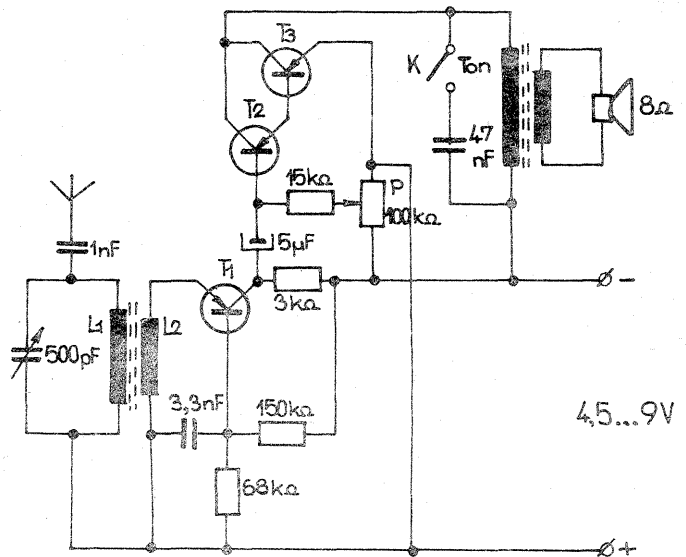 T3
T2
K
Ton
47
nF
8Ω
15kΩ
P
100kΩ
5µF
1nF
T1
3kΩ
–
L1
L2
500pF
3,3nF
150kΩ
4,5...9V
68kΩ
+